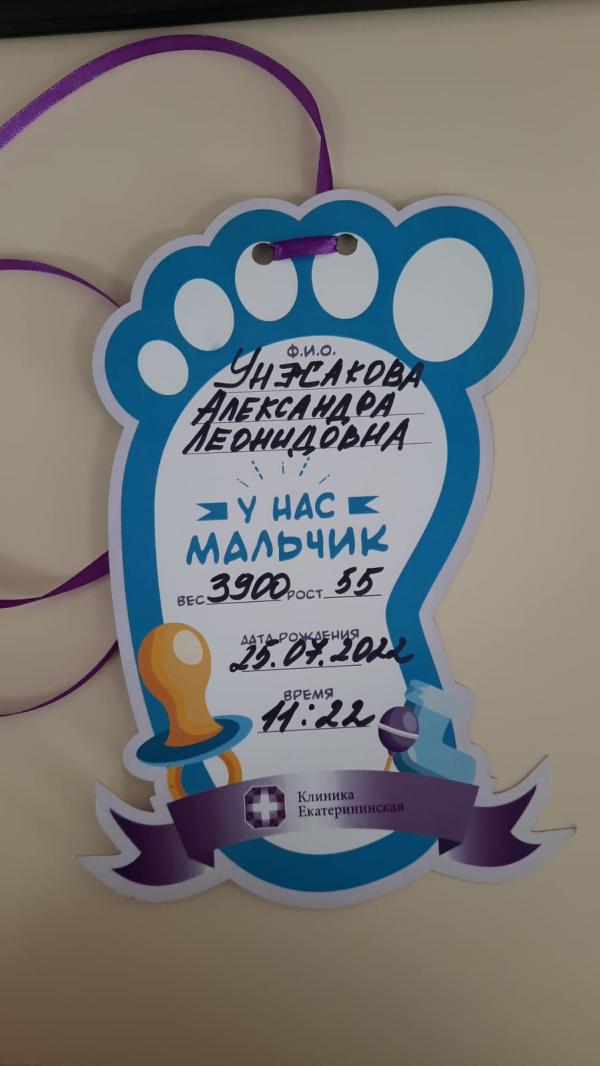 Ф.И.О.
Унжакова
Александра
Леонидовна
У НАС
МАЛЬЧИК
ВЕС 3900 РОСТ 55
ДАТА РОЖДЕНИЯ
25.07.2022
ВРЕМЯ
11:22
Клиника
Екатерининская